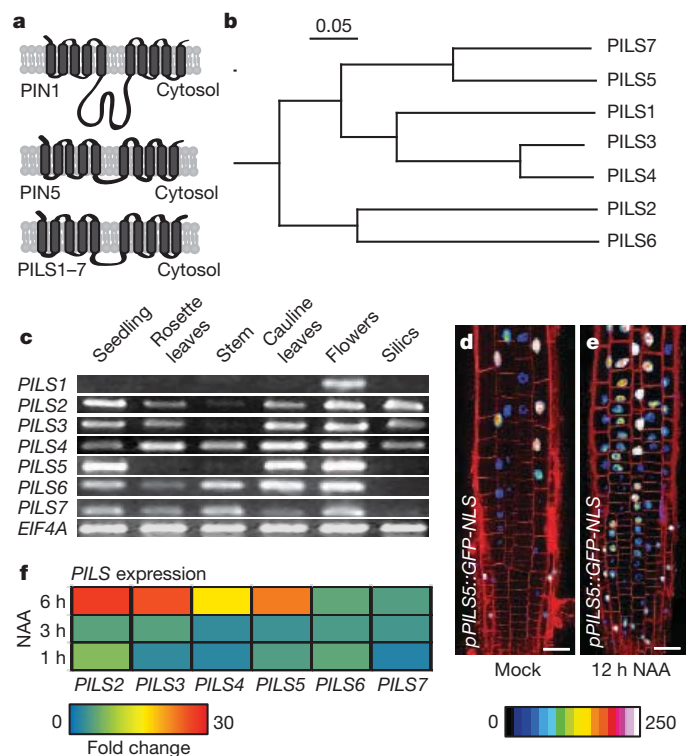 a
PIN1 Cytosol
PIN5 Cytosol
PILS1–7 Cytosol
b
0.05
PILS7
PILS5
PILS1
PILS3
PILS4
PILS2
PILS6
c
Seedling
Rosette leaves
Stem
Cauline leaves
Flowers
Silics
PILS1
PILS2
PILS3
PILS4
PILS5
PILS6
PILS7
EIF4A
d
pPILS5::GFP-NLS
Mock
e
pPILS5::GFP-NLS
12 h NAA
0 250
f
PILS expression
NAA
6 h
3 h
1 h
PILS2 PILS3 PILS4 PILS5 PILS6 PILS7
0 30
Fold change